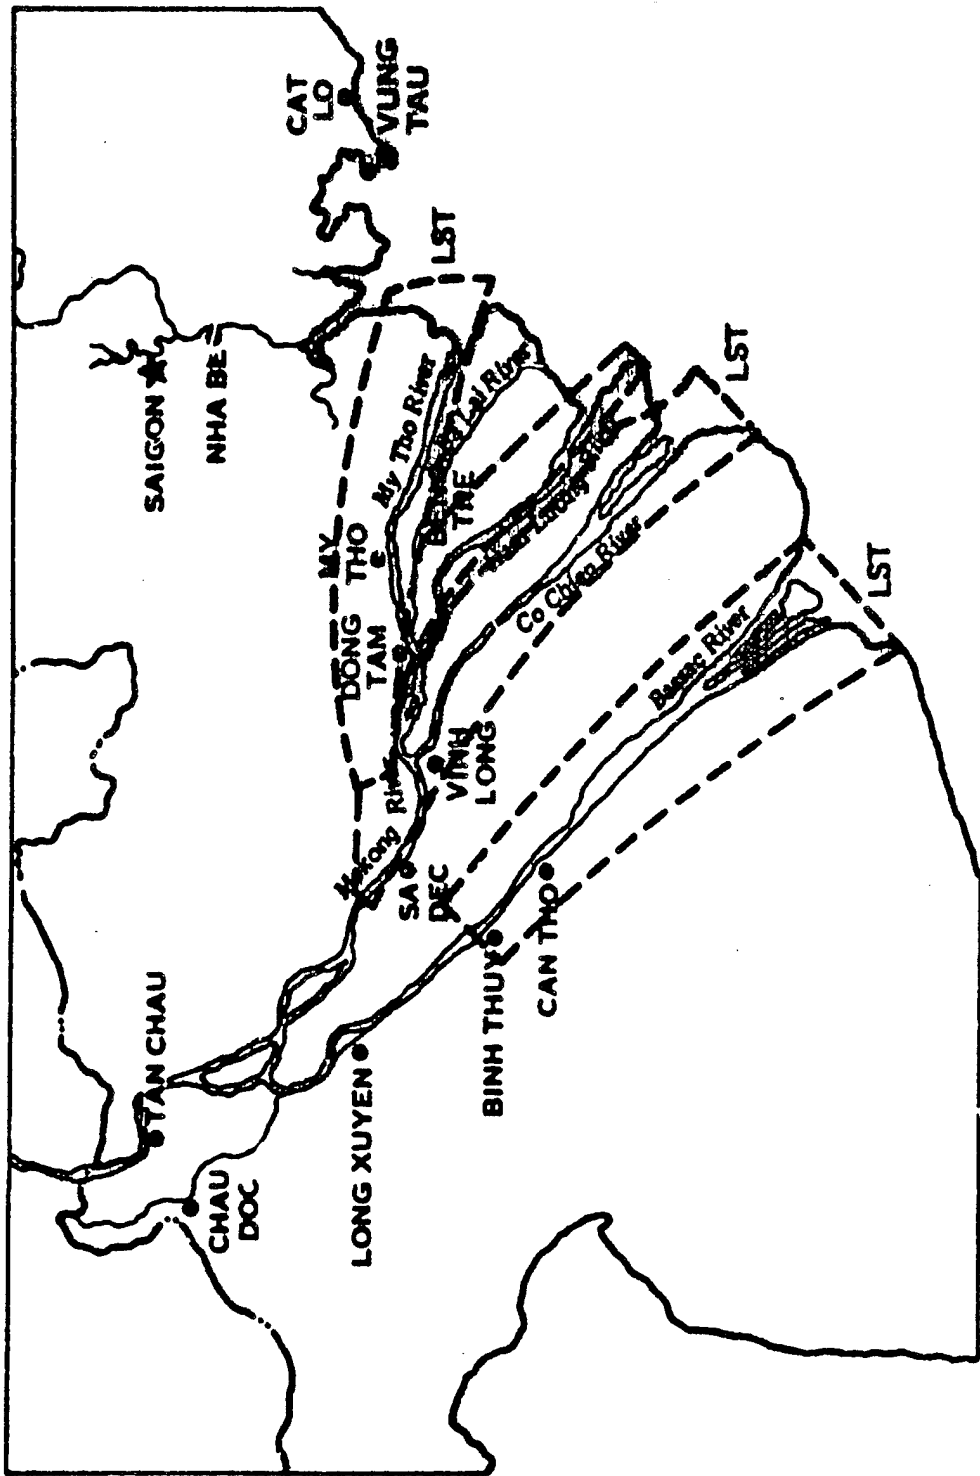 CAT
LO
VUNG
TAU
SAIGON
NHA BE
LST
My Tho River
MY
THO
DONG
TAM
TRE
LST
Co Chien River
Bassac River
LST
Mekong River
VINH
LONG
SA
DEC
CAN THO
BINH THUY
TAN CHAU
LONG XUYEN
CHAU
DOC